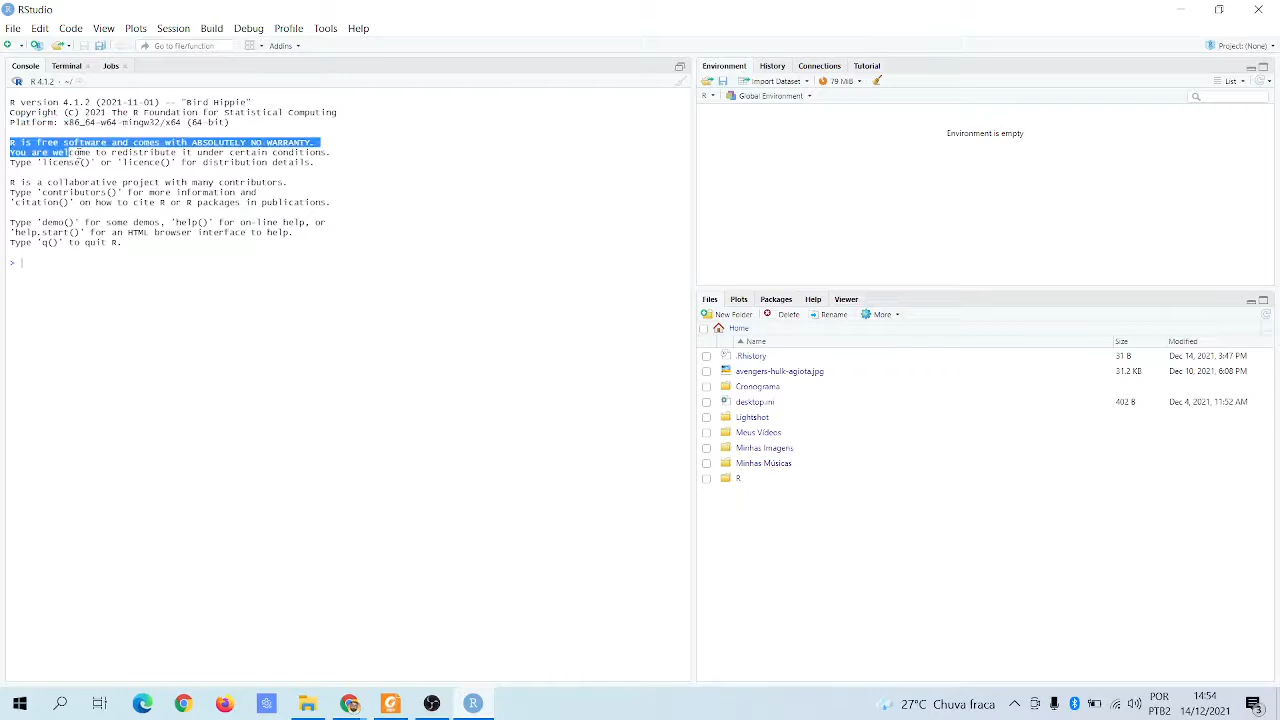 RStudio
File Edit Code View Plots Session Build Debug Profile Tools Help
Go to file/function Addins Project: (None)
Console Terminal Jobs
R 4.1.2 · ~/
R version 4.1.2 (2021-11-01) -- "Bird Hippie"
Copyright (C) 2021 The R Foundation for Statistical Computing
Platform: x86_64-w64-mingw32/x64 (64-bit)
R is free software and comes with ABSOLUTELY NO WARRANTY.
You are welcome to redistribute it under certain conditions.
Type 'license()' or 'licence()' for distribution details.
R is a collaborative project with many contributors.
Type 'contributors()' for more information and
'citation()' on how to cite R or R packages in publications.
Type 'demo()' for some demos, 'help()' for on-line help, or
'help.start()' for an HTML browser interface to help.
Type 'q()' to quit R.
>
Environment History Connections Tutorial
Import Dataset 79 MiB List
R Global Environment
Environment is empty
Files Plots Packages Help Viewer
New Folder Delete Rename More
Home
Name Size Modified
.Rhistory 31 B Dec 14, 2021, 3:47 PM
avengers-hulk-agiota.jpg 31.2 KB Dec 10, 2021, 6:08 PM
Cronograma
desktop.ini 402 B Dec 4, 2021, 11:52 AM
Lightshot
Meus Vídeos
Minhas Imagens
Minhas Músicas
R
27°C Chuva fraca
POR
PTB2
14:54
14/12/2021
3